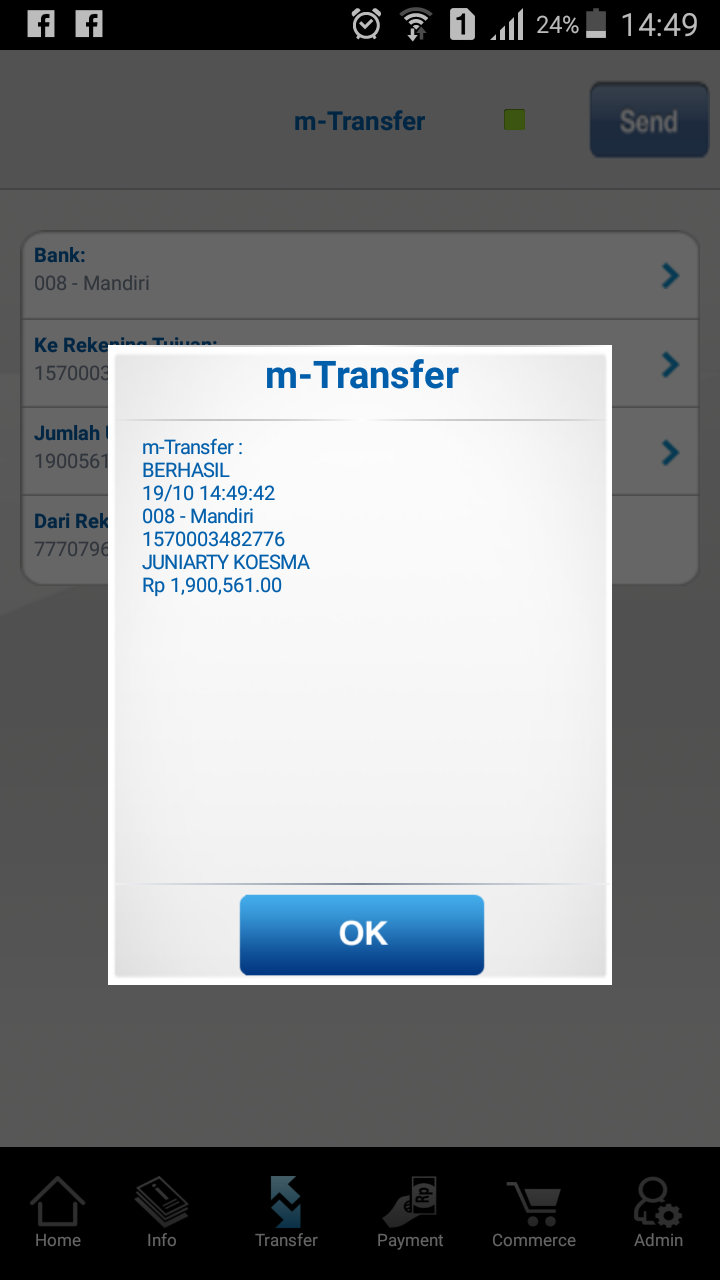 24% 14:49
m-Transfer
Send
Bank:
008 - Mandiri
Ke Rekening Tujuan:
1570003
Jumlah
1900561
Dari Rek
7770796
m-Transfer
m-Transfer :
BERHASIL
19/10 14:49:42
008 - Mandiri
1570003482776
JUNIARTY KOESMA
Rp 1,900,561.00
OK
Home Info Transfer Payment Commerce Admin